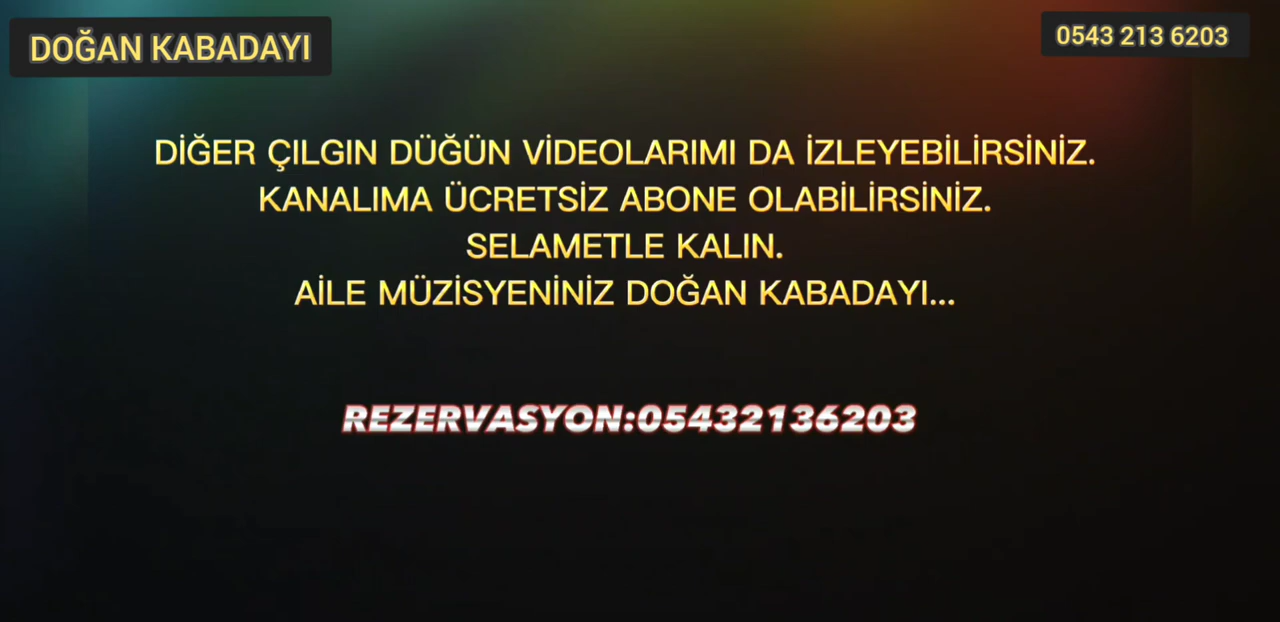 DOĞAN KABADAYI
0543 213 6203
DİĞER ÇILGIN DÜĞÜN VİDEOLARIMI DA İZLEYEBİLİRSİNİZ.
KANALIMA ÜCRETSİZ ABONE OLABİLİRSİNİZ.
SELAMETLE KALIN.
AİLE MÜZİSYENİNİZ DOĞAN KABADAYI...
REZERVASYON:05432136203